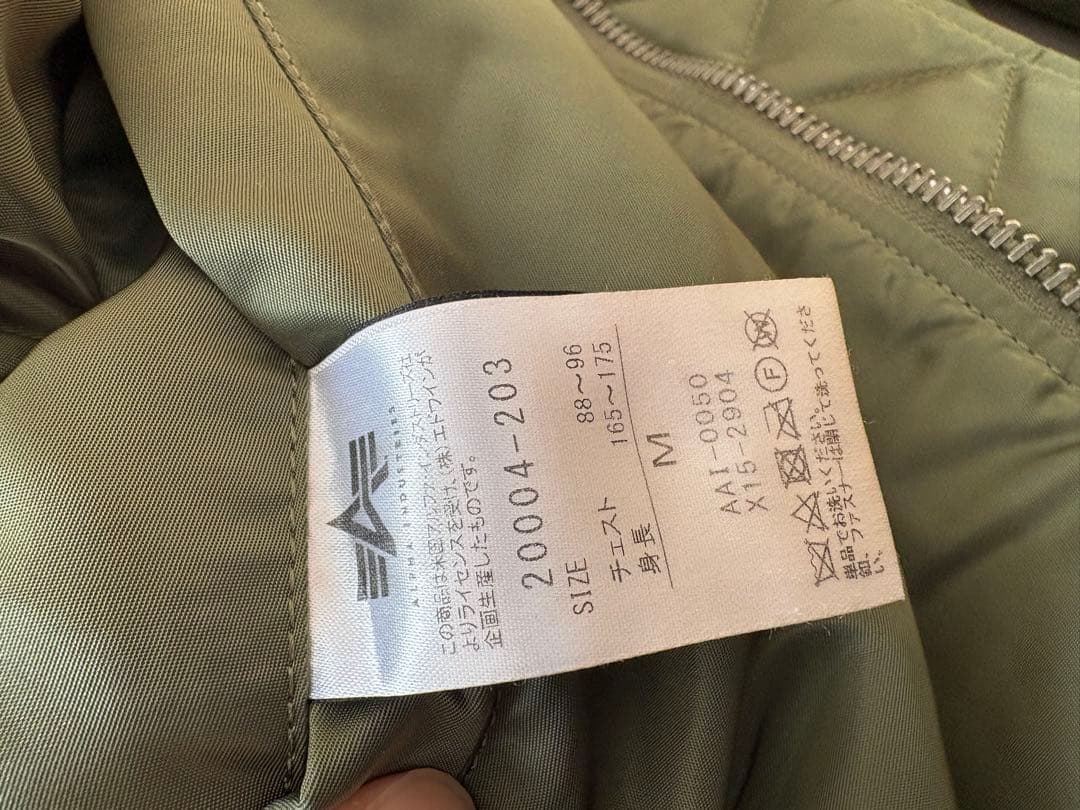 ALPHA INDUSTRIES
この商品は米国アルファ・インダストリーズ社
よりライセンスを受け、(株)エドウインが
企画生産したものです。
20004-203
SIZE
チェスト 88〜96
身長 165〜175
M
AAI-0050
X15-2904
F
W
単品でお洗いください。
釦、ファスナーは閉じて洗ってくださ
い。